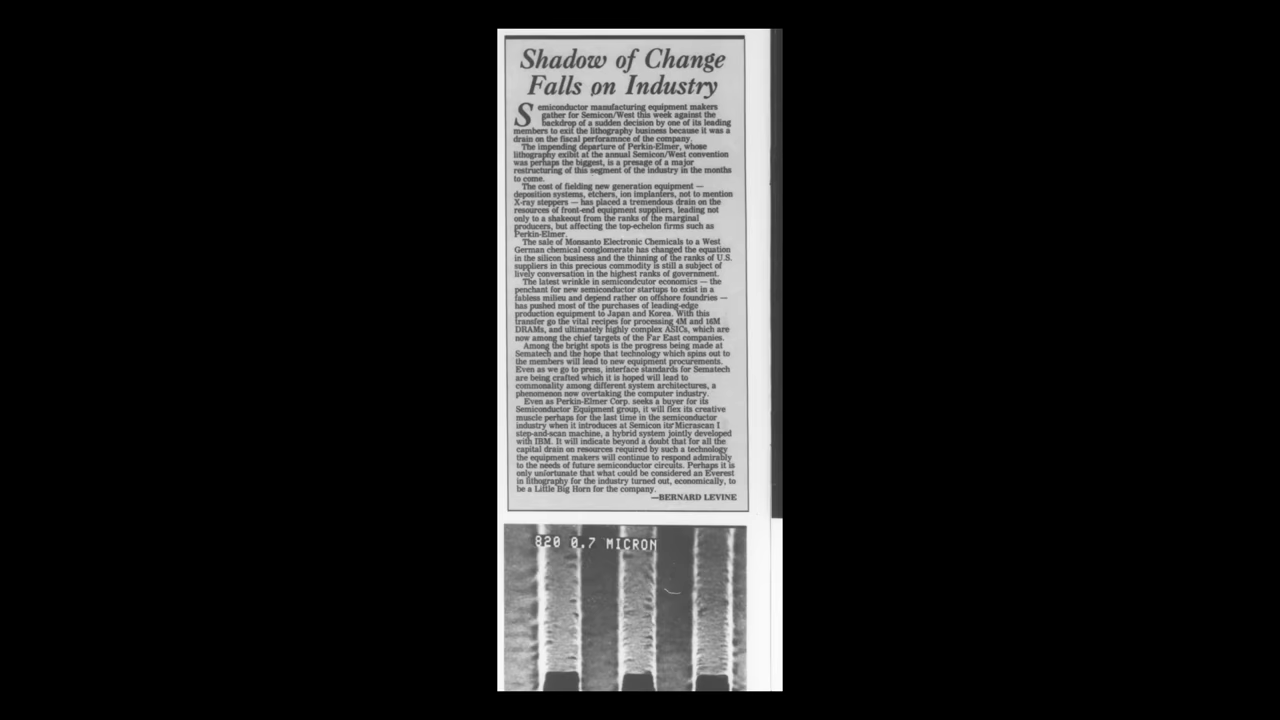 Shadow of Change
Falls on Industry
Semiconductor manufacturing equipment makers
gather for Semicon/West this week against the
backdrop of a sudden decision by one of its leading
members to exit the lithography business because it was a
drain on the fiscal perforamnce of the company.
The impending departure of Perkin-Elmer, whose
lithography exibit at the annual Semicon/West convention
was perhaps the biggest, is a presage of a major
restructuring of this segment of the industry in the months
to come.
The cost of fielding new generation equipment —
deposition systems, etchers, ion implanters, not to mention
X-ray steppers — has placed a tremendous drain on the
resources of front-end equipment suppliers, leading not
only to a shakeout from the ranks of the marginal
producers, but affecting the top-echelon firms such as
Perkin-Elmer.
The sale of Monsanto Electronic Chemicals to a West
German chemical conglomerate has changed the equation
in the silicon business and the thinning of the ranks of U.S.
suppliers in this precious commodity is still a subject of
lively conversation in the highest ranks of government.
The latest wrinkle in semicondcutor economics — the
penchant for new semiconductor startups to exist in a
fabless milieu and depend rather on offshore foundries —
has pushed most of the purchases of leading-edge
production equipment to Japan and Korea. With this
transfer go the vital recipes for processing 4M and 16M
DRAMs, and ultimately highly complex ASICs, which are
now among the chief targets of the Far East companies.
Among the bright spots is the progress being made at
Sematech and the hope that technology which spins out to
the members will lead to new equipment procurements.
Even as we go to press, interface standards for Sematech
are being crafted which it is hoped will lead to
commonality among different system architectures, a
phenomenon now overtaking the computer industry.
Even as Perkin-Elmer Corp. seeks a buyer for its
Semiconductor Equipment group, it will flex its creative
muscle perhaps for the last time in the semiconductor
industry when it introduces at Semicon its Micrascan I
step-and-scan machine, a hybrid system jointly developed
with IBM. It will indicate beyond a doubt that for all the
capital drain on resources required by such a technology
the equipment makers will continue to respond admirably
to the needs of future semiconductor circuits. Perhaps it is
only unfortunate that what could be considered an Everest
in lithography for the industry turned out, economically, to
be a Little Big Horn for the company.
—BERNARD LEVINE
820 0.7 MICRON